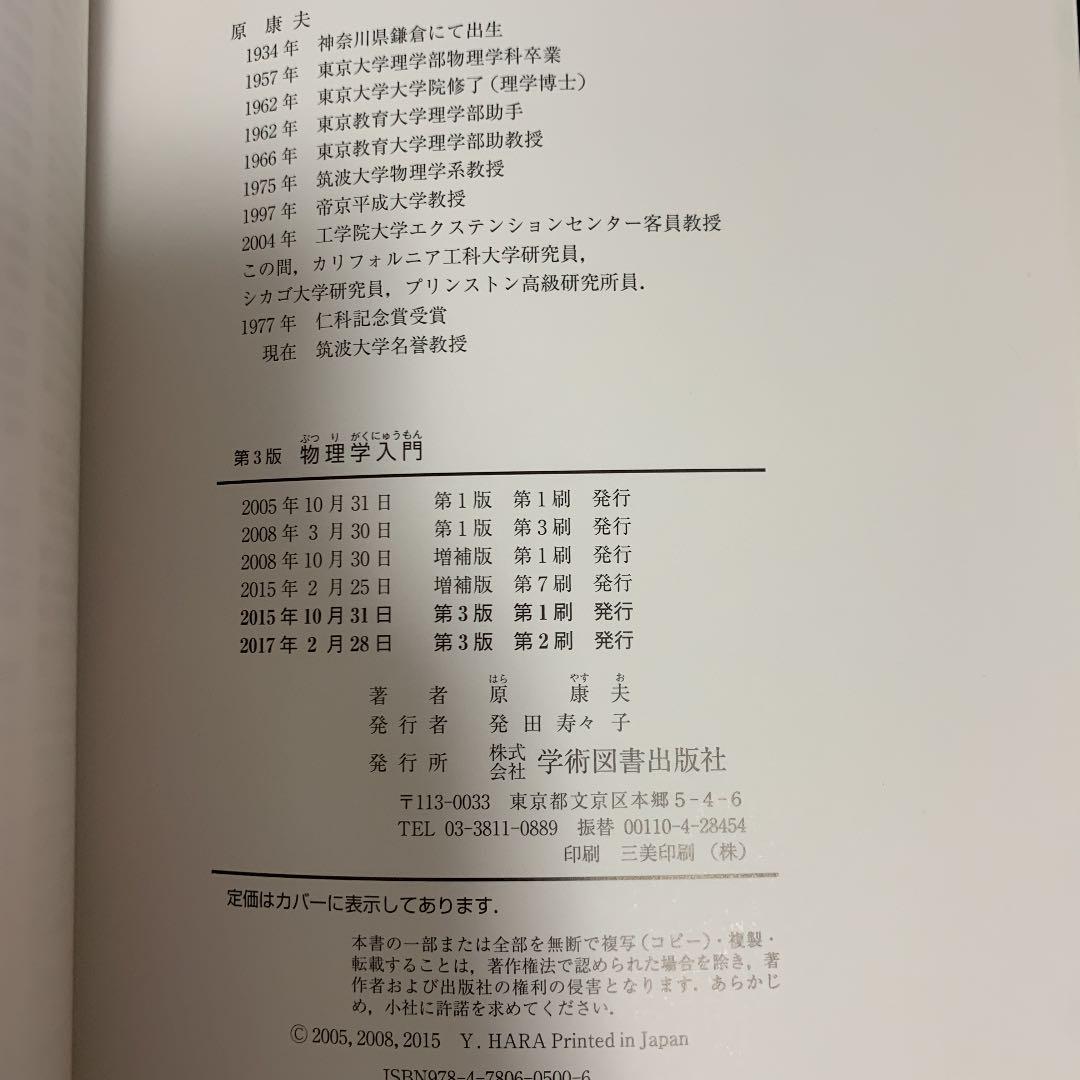 原 康夫
1934年 神奈川県鎌倉にて出生
1957年 東京大学理学部物理学科卒業
1962年 東京大学大学院修了(理学博士)
1962年 東京教育大学理学部助手
1966年 東京教育大学理学部助教授
1975年 筑波大学物理学系教授
1997年 帝京平成大学教授
2004年 工学院大学エクステンションセンター客員教授
この間,カリフォルニア工科大学研究員,
シカゴ大学研究員,プリンストン高級研究所員.
1977年 仁科記念賞受賞
現在 筑波大学名誉教授
ぶつ り がくにゅうもん
第3版 物理学入門
2005年10月31日 第1版 第1刷 発行
2008年 3月30日 第1版 第3刷 発行
2008年10月30日 増補版 第1刷 発行
2015年 2月25日 増補版 第7刷 発行
2015年10月31日 第3版 第1刷 発行
2017年 2月28日 第3版 第2刷 発行
はら やす お
著者 原 康夫
発行者 発田寿々子
発行所 株式会社 学術図書出版社
〒113-0033 東京都文京区本郷5-4-6
TEL 03-3811-0889 振替 00110-4-28454
印刷 三美印刷(株)
定価はカバーに表示してあります.
本書の一部または全部を無断で複写(コピー)・複製・
転載することは,著作権法で認められた場合を除き,著
作者および出版社の権利の侵害となります.あらかじ
め,小社に許諾を求めてください.
© 2005, 2008, 2015 Y. HARA Printed in Japan
ISBN978-4-7806-0500-6